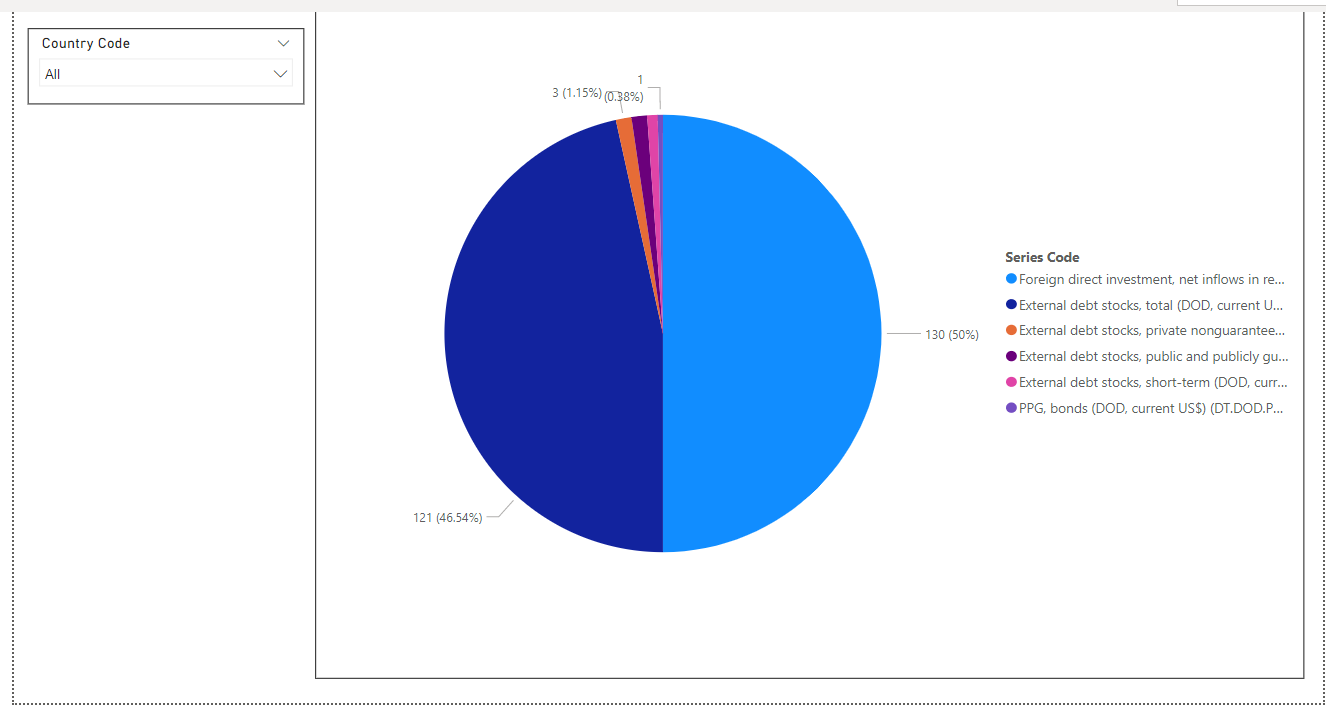 Country Code
All
1
3 (1.15%)
(0.38%)
130 (50%)
121 (46.54%)
Series Code
Foreign direct investment, net inflows in re...
External debt stocks, total (DOD, current U...
External debt stocks, private nonguarantee...
External debt stocks, public and publicly gu...
External debt stocks, short-term (DOD, curr...
PPG, bonds (DOD, current US$) (DT.DOD.P...